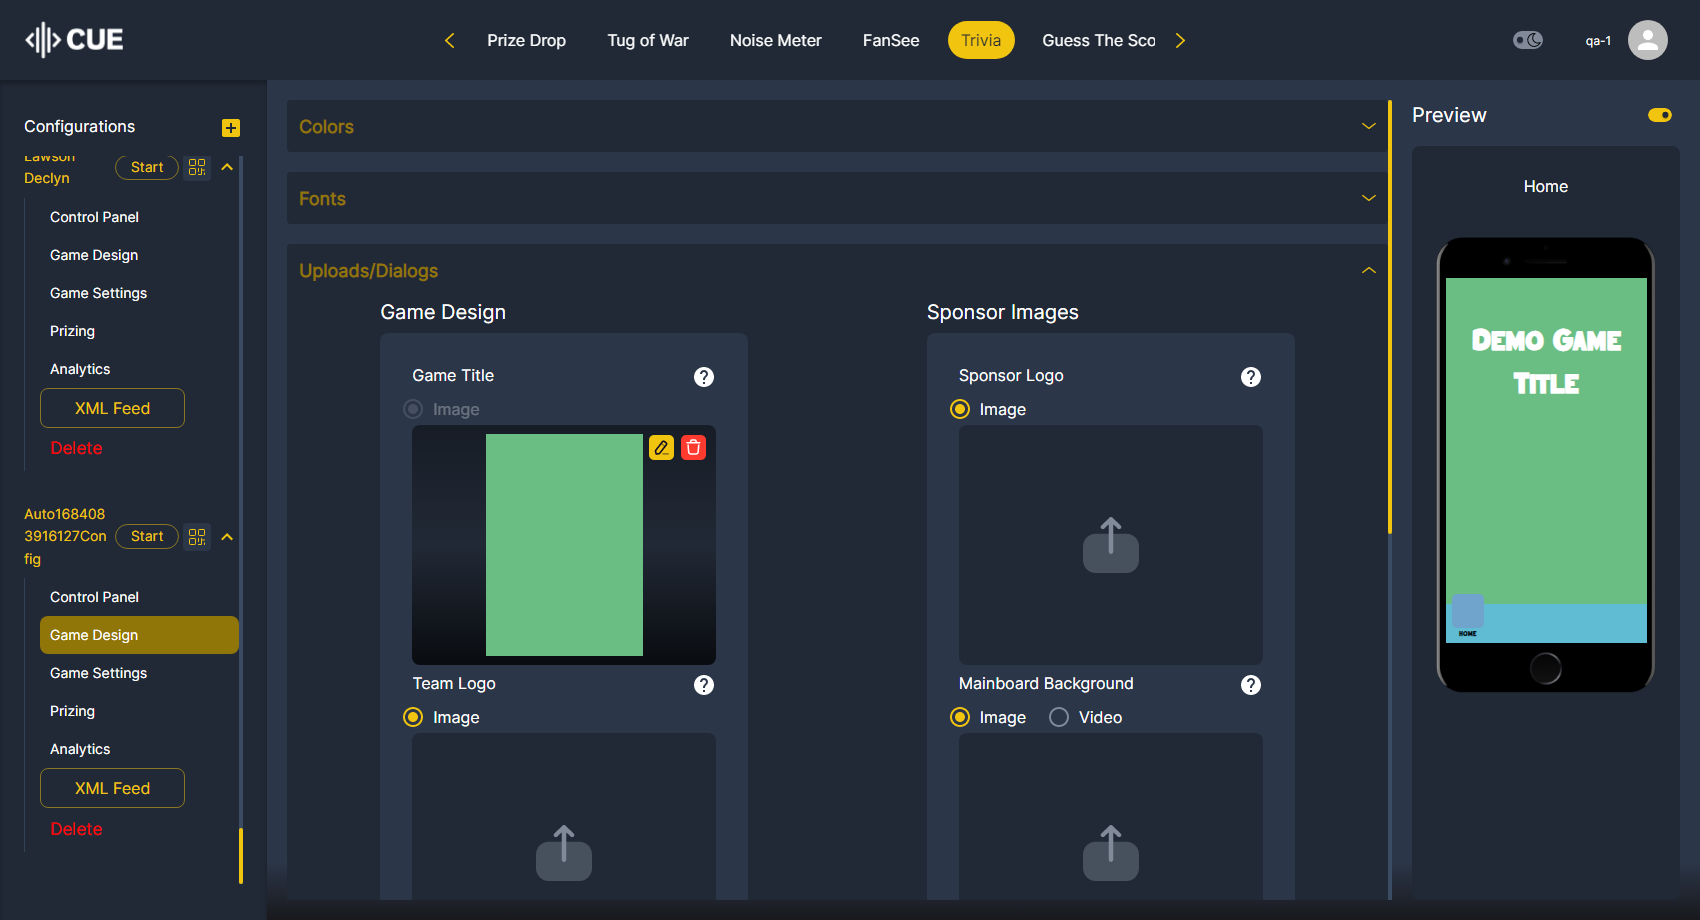 CUE
Prize Drop
Tug of War
Noise Meter
FanSee
Trivia
Guess The Sco
qa-1
Configurations
Lawson
Declyn
Start
Control Panel
Game Design
Game Settings
Prizing
Analytics
XML Feed
Delete
Auto168408
3916127Con
fig
Start
Control Panel
Game Design
Game Settings
Prizing
Analytics
XML Feed
Delete
Colors
Fonts
Uploads/Dialogs
Game Design
Game Title
Image
Team Logo
Image
Sponsor Images
Sponsor Logo
Image
Mainboard Background
Image
Video
Preview
Home
Demo Game
Title
HOME